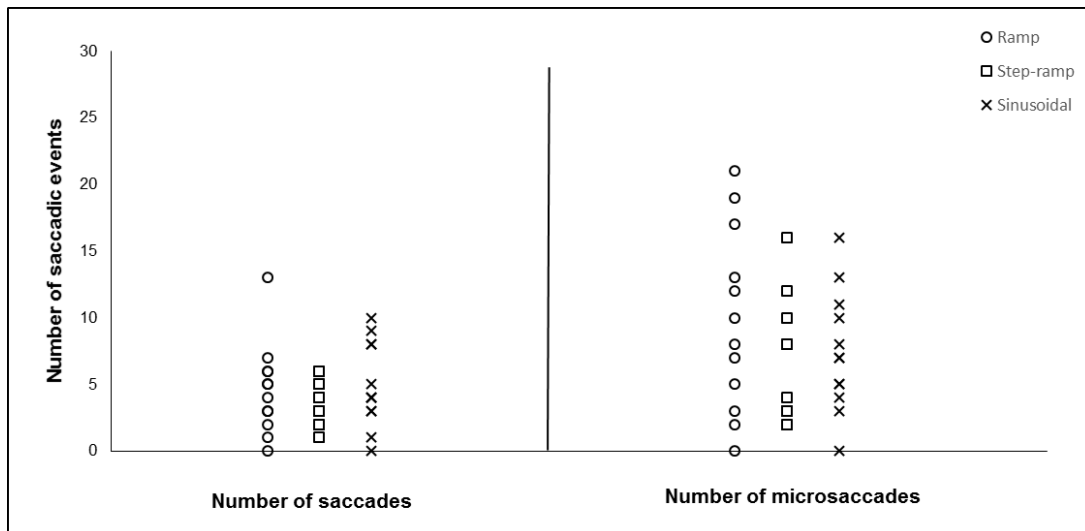 Number of saccadic events
30
25
20
15
10
5
0
Ramp
Step-ramp
Sinusoidal
Number of saccades
Number of microsaccades